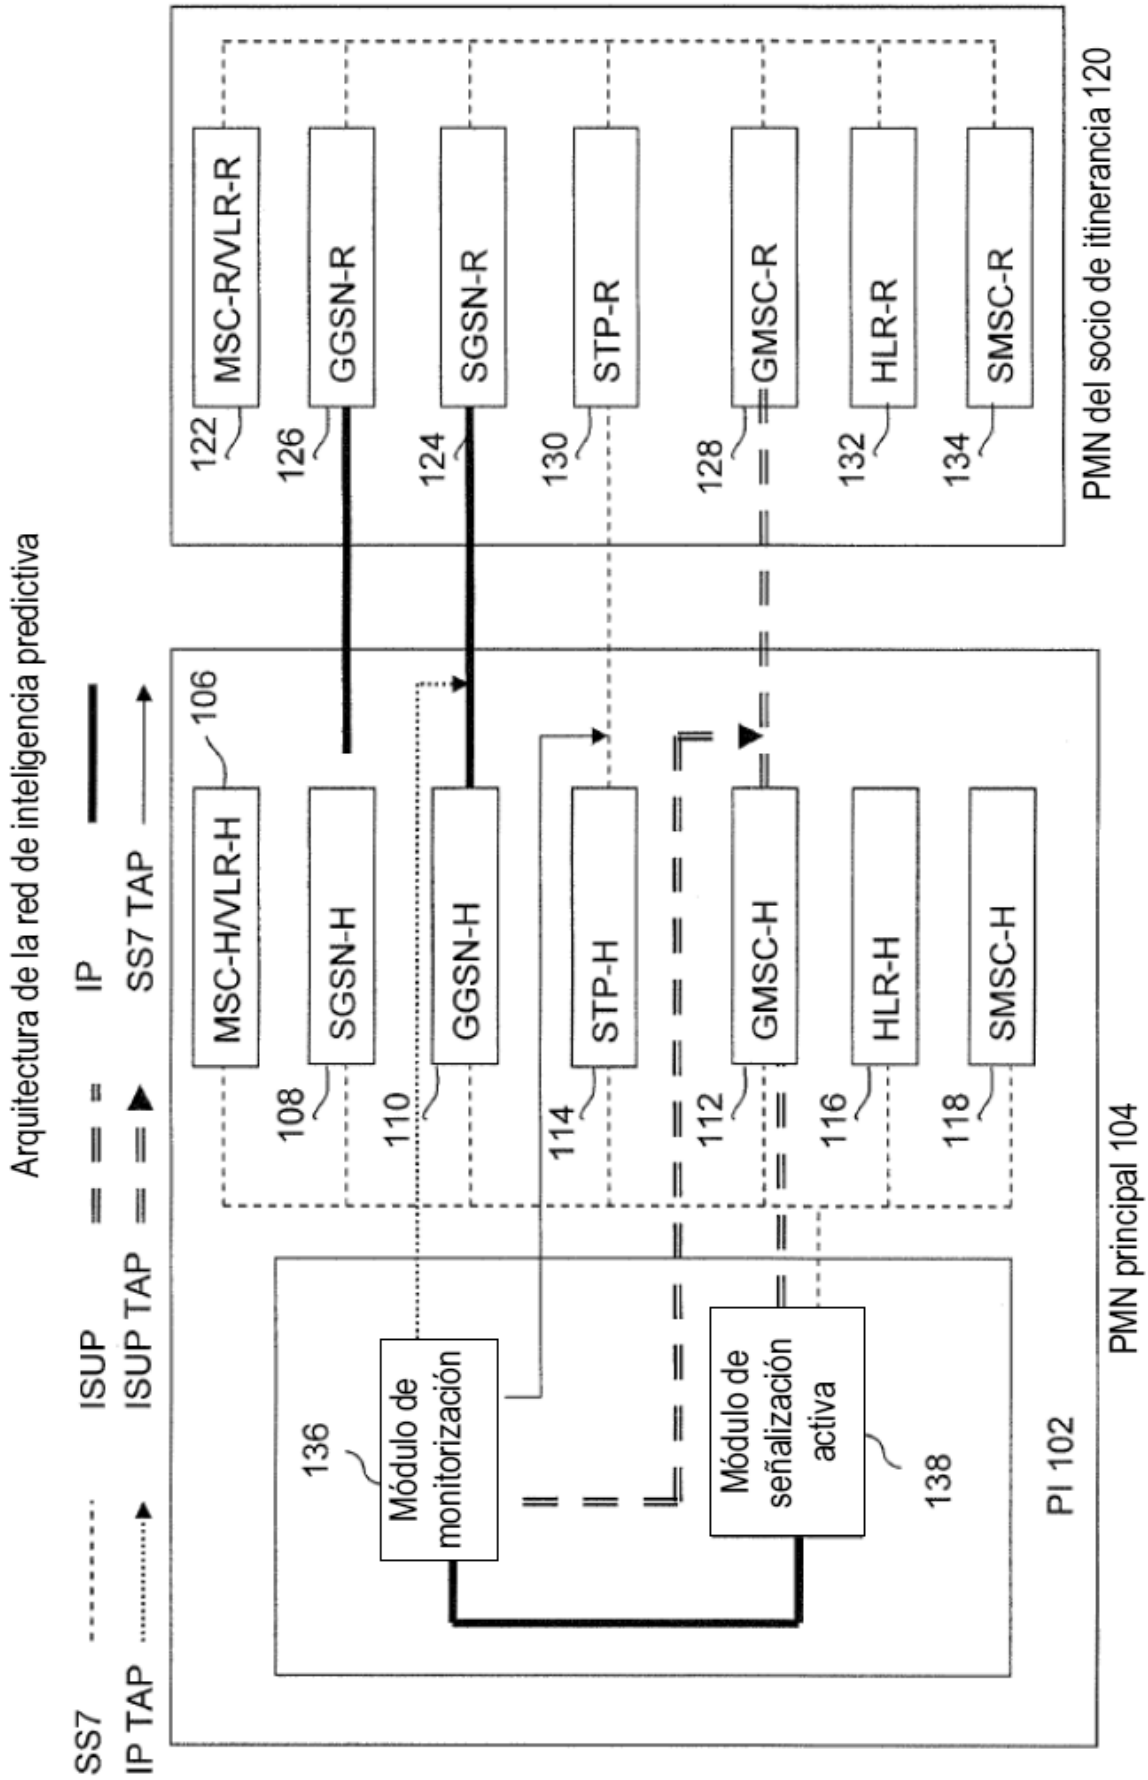 Arquitectura de la red de inteligencia predictiva
SS7
ISUP
IP
IP TAP
ISUP TAP
SS7 TAP
136
Módulo de
monitorización
Módulo de
señalización
activa
138
PI 102
MSC-H/VLR-H
106
108
SGSN-H
110
GGSN-H
114
STP-H
112
GMSC-H
116
HLR-H
118
SMSC-H
PMN principal 104
122
MSC-R/VLR-R
126
GGSN-R
124
SGSN-R
130
STP-R
128
GMSC-R
132
HLR-R
134
SMSC-R
PMN del socio de itinerancia 120